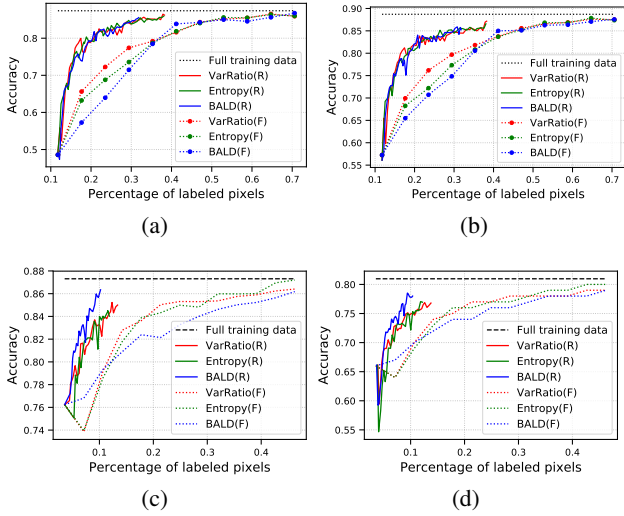 Accuracy
0.8
0.7
0.6
0.5
0.1
0.2
0.3
0.4
0.5
0.6
0.7
Percentage of labeled pixels
Full training data
VarRatio(R)
Entropy(R)
BALD(R)
VarRatio(F)
Entropy(F)
BALD(F)
(a)
Accuracy
0.90
0.85
0.80
0.75
0.70
0.65
0.60
0.55
0.1
0.2
0.3
0.4
0.5
0.6
0.7
Percentage of labeled pixels
Full training data
VarRatio(R)
Entropy(R)
BALD(R)
VarRatio(F)
Entropy(F)
BALD(F)
(b)
Accuracy
0.88
0.86
0.84
0.82
0.80
0.78
0.76
0.74
0.1
0.2
0.3
0.4
Percentage of labeled pixels
Full training data
VarRatio(R)
Entropy(R)
BALD(R)
VarRatio(F)
Entropy(F)
BALD(F)
(c)
Accuracy
0.80
0.75
0.70
0.65
0.60
0.55
0.1
0.2
0.3
0.4
Percentage of labeled pixels
Full training data
VarRatio(R)
Entropy(R)
BALD(R)
VarRatio(F)
Entropy(F)
BALD(F)
(d)